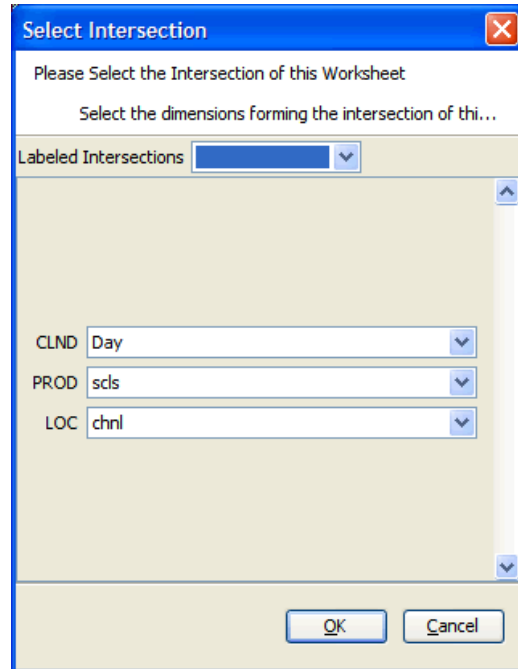 Select Intersection
Please Select the Intersection of this Worksheet
Select the dimensions forming the intersection of thi...
Labeled Intersections
CLND Day
PROD scls
LOC chnl
OK Cancel